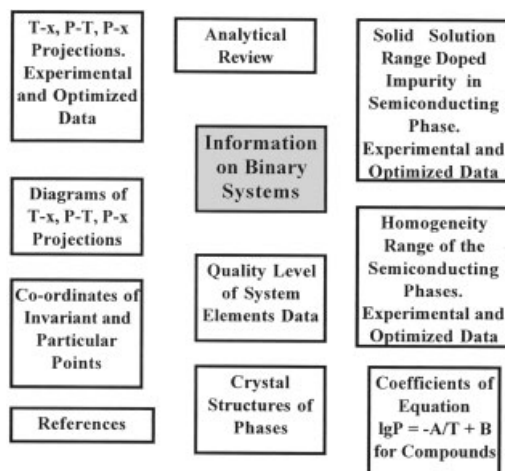 T-x, P-T, P-x
Projections.
Experimental
and Optimized
Data
Analytical
Review
Solid Solution
Range Doped
Impurity in
Semiconducting
Phase.
Experimental and
Optimized Data
Information
on Binary
Systems
Diagrams of
T-x, P-T, P-x
Projections
Homogeneity
Range of the
Semiconducting
Phases.
Experimental and
Optimized Data
Quality Level
of System
Elements Data
Co-ordinates of
Invariant and
Particular
Points
Crystal
Structures of
Phases
Coefficients of
Equation
lgP = -A/T + B
for Compounds
References